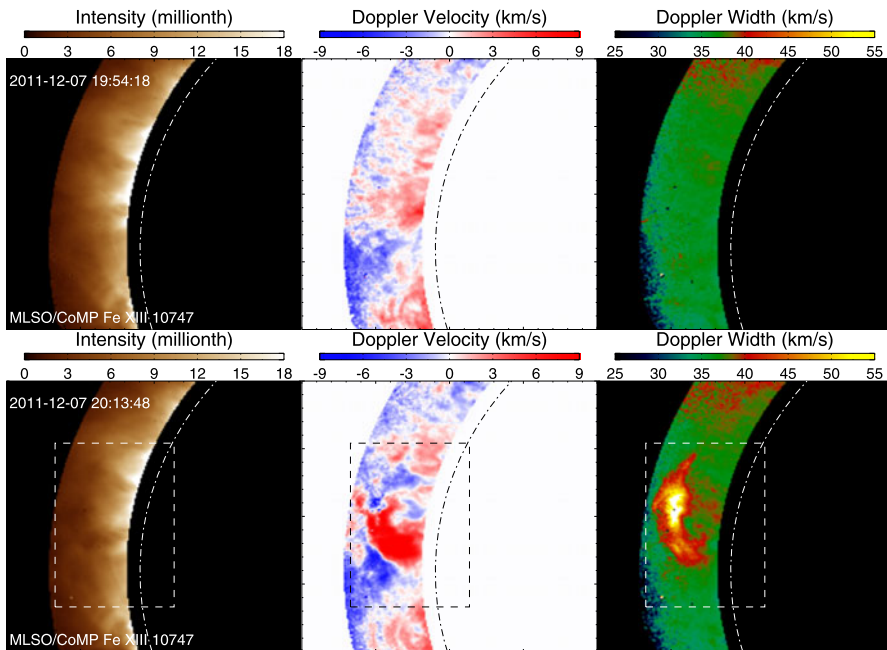 Intensity (millionth) Doppler Velocity (km/s) Doppler Width (km/s)
0 3 6 9 12 15 18 -9 -6 -3 0 3 6 9 25 30 35 40 45 50 55
2011-12-07 19:54:18
MLSO/CoMP Fe XIII 10747
Intensity (millionth) Doppler Velocity (km/s) Doppler Width (km/s)
0 3 6 9 12 15 18 -9 -6 -3 0 3 6 9 25 30 35 40 45 50 55
2011-12-07 20:13:48
MLSO/CoMP Fe XIII 10747